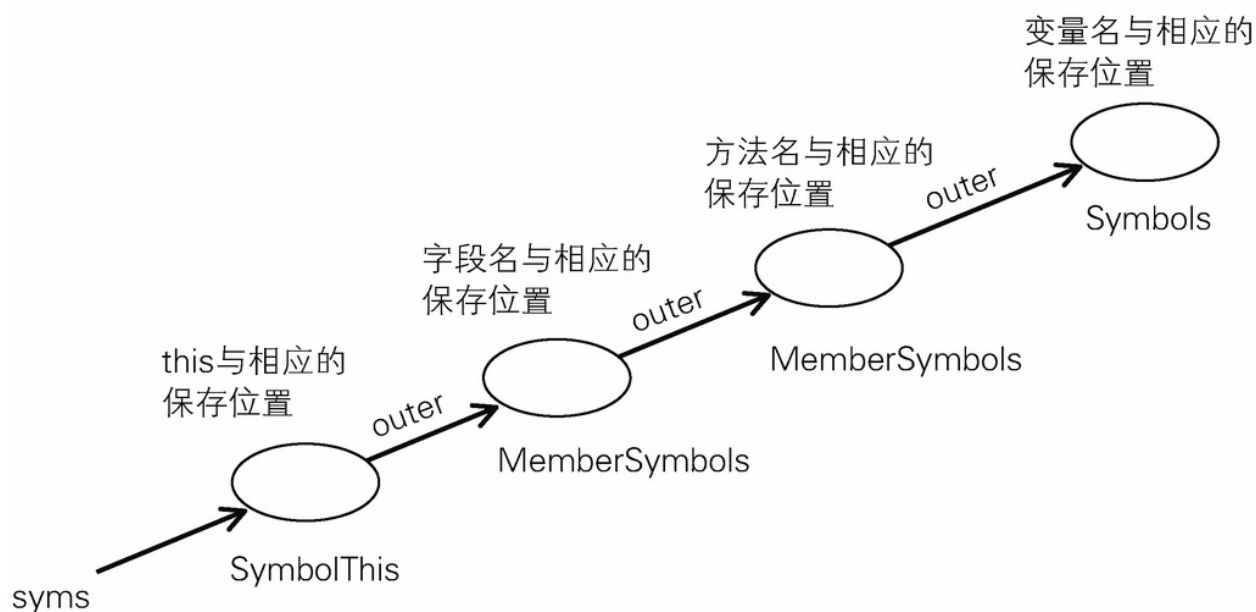 变量名与相应的
保存位置
方法名与相应的
保存位置
outer
Symbols
字段名与相应的
保存位置
outer
MemberSymbols
this与相应的
保存位置
outer
MemberSymbols
SymbolThis
syms